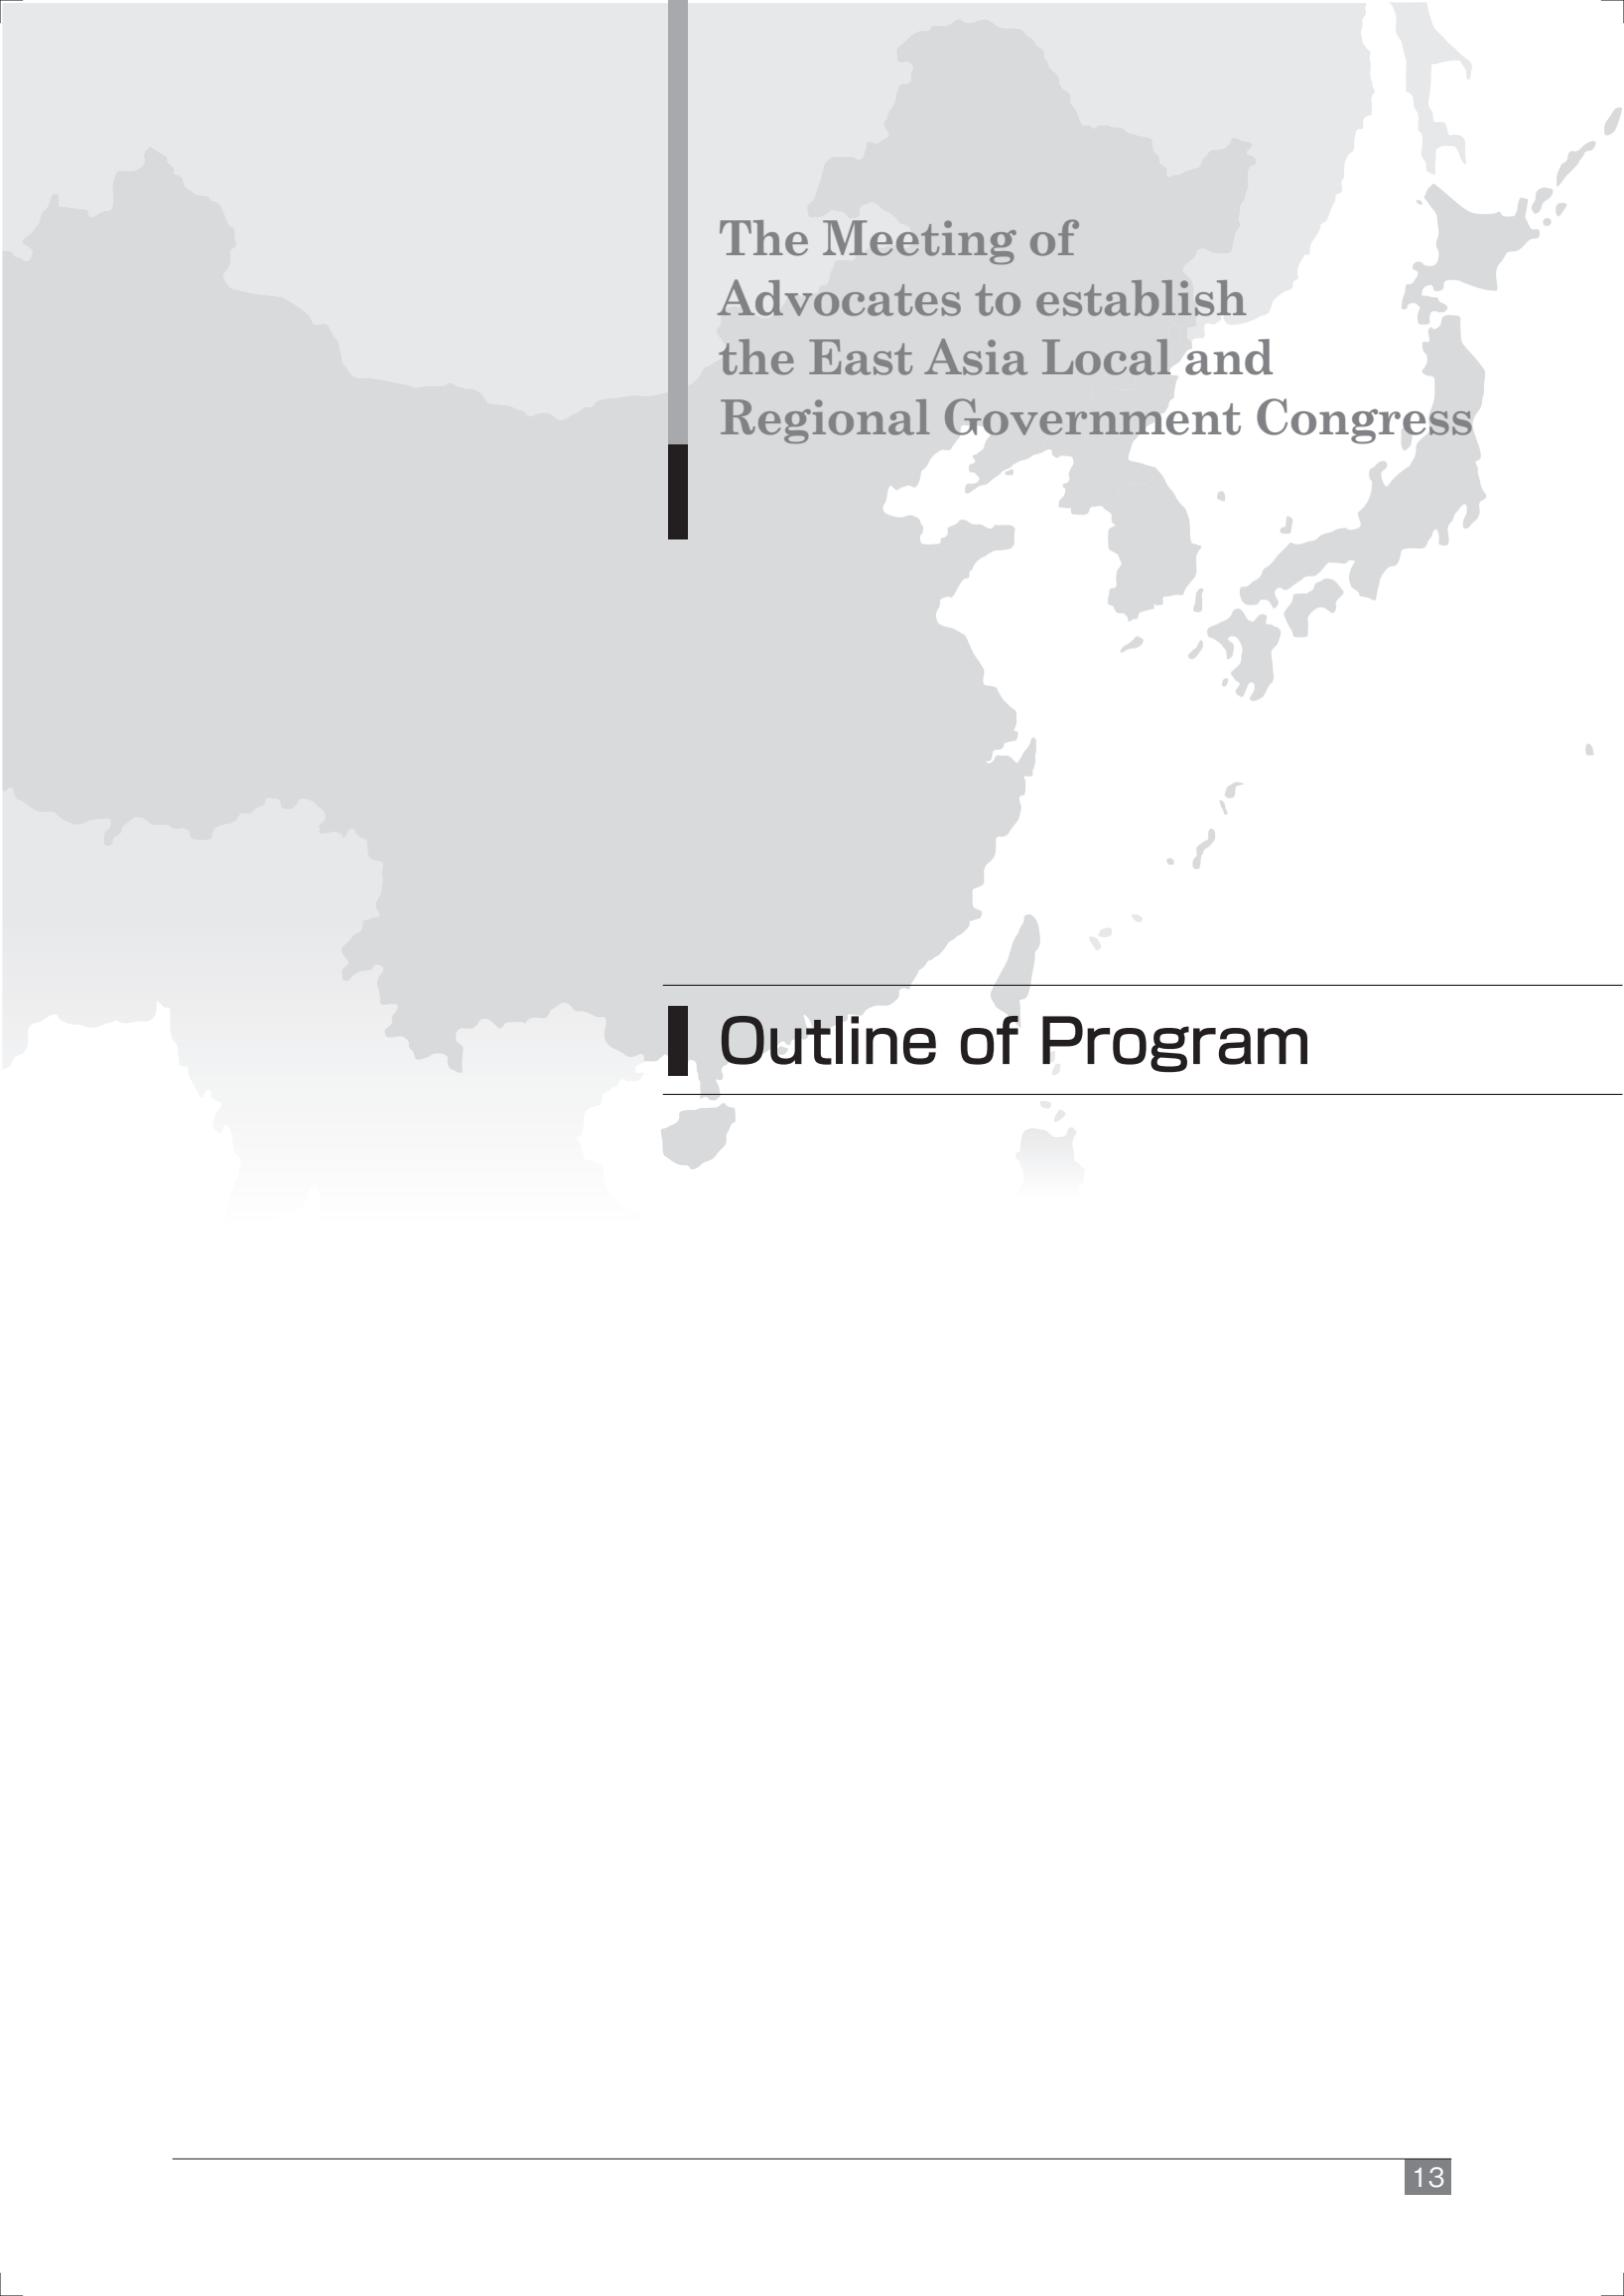 The Meeting of
Advocates to establish
the East Asia Local and
Regional Government Congress
Outline of Program
13